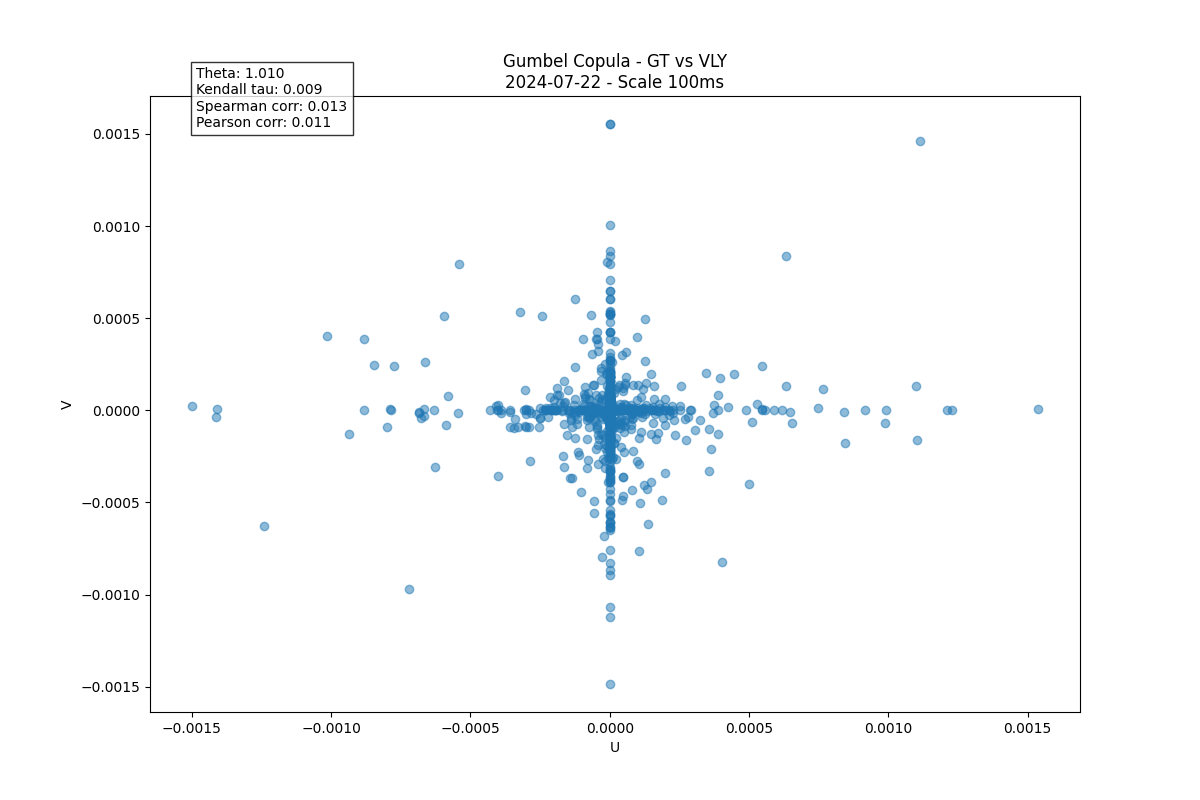 Gumbel Copula - GT vs VLY
2024-07-22 - Scale 100ms
Theta: 1.010
Kendall tau: 0.009
Spearman corr: 0.013
Pearson corr: 0.011
V
0.0015
0.0010
0.0005
0.0000
−0.0005
−0.0010
−0.0015
−0.0015
−0.0010
−0.0005
0.0000
0.0005
0.0010
0.0015
U